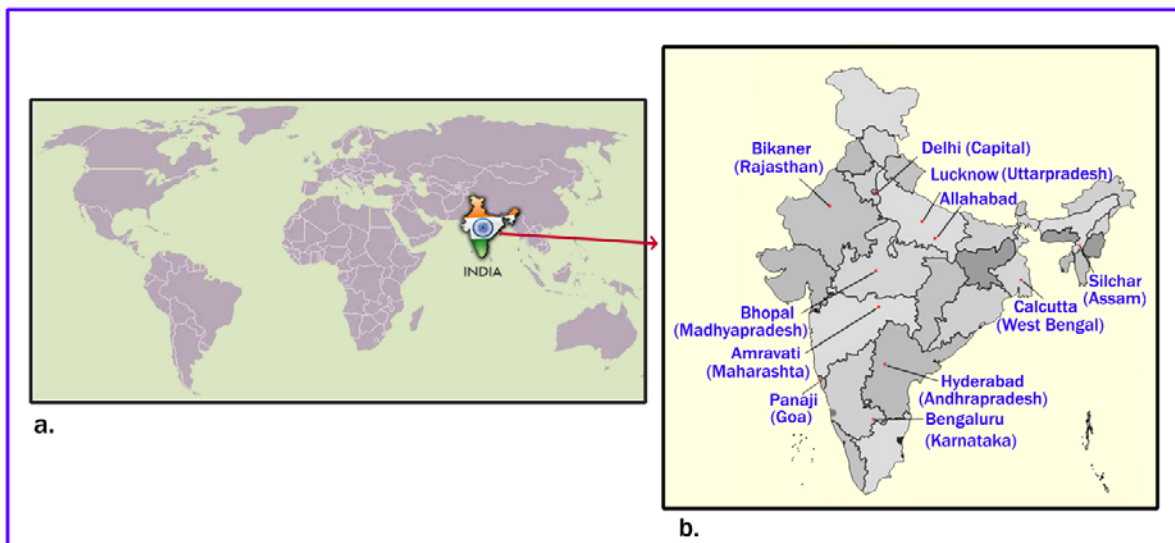 INDIA
a.
Bikaner
(Rajasthan)
Delhi (Capital)
Lucknow (Uttarpradesh)
Allahabad
Silchar
(Assam)
Calcutta
(West Bengal)
Bhopal
(Madhyapradesh)
Amravati
(Maharashta)
Hyderabad
(Andhrapradesh)
Panaji
(Goa)
Bengaluru
(Karnataka)
b.